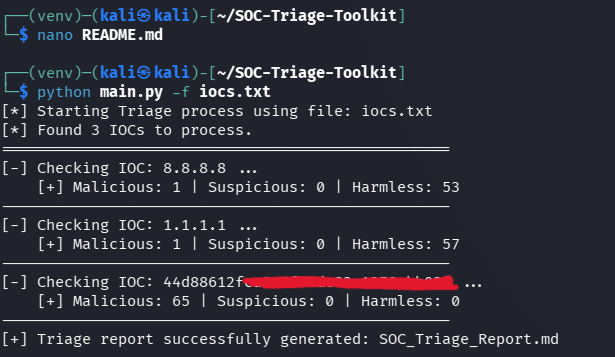 ┌──(venv)─(kali㉿kali)-[~/SOC-Triage-Toolkit]
└─$ nano README.md
┌──(venv)─(kali㉿kali)-[~/SOC-Triage-Toolkit]
└─$ python main.py -f iocs.txt
[*] Starting Triage process using file: iocs.txt
[*] Found 3 IOCs to process.
==================================================
[-] Checking IOC: 8.8.8.8 ...
[+] Malicious: 1 | Suspicious: 0 | Harmless: 53
--------------------------------------------------
[-] Checking IOC: 1.1.1.1 ...
[+] Malicious: 1 | Suspicious: 0 | Harmless: 57
--------------------------------------------------
[-] Checking IOC: 44d88612f ...
[+] Malicious: 65 | Suspicious: 0 | Harmless: 0
--------------------------------------------------
[+] Triage report successfully generated: SOC_Triage_Report.md